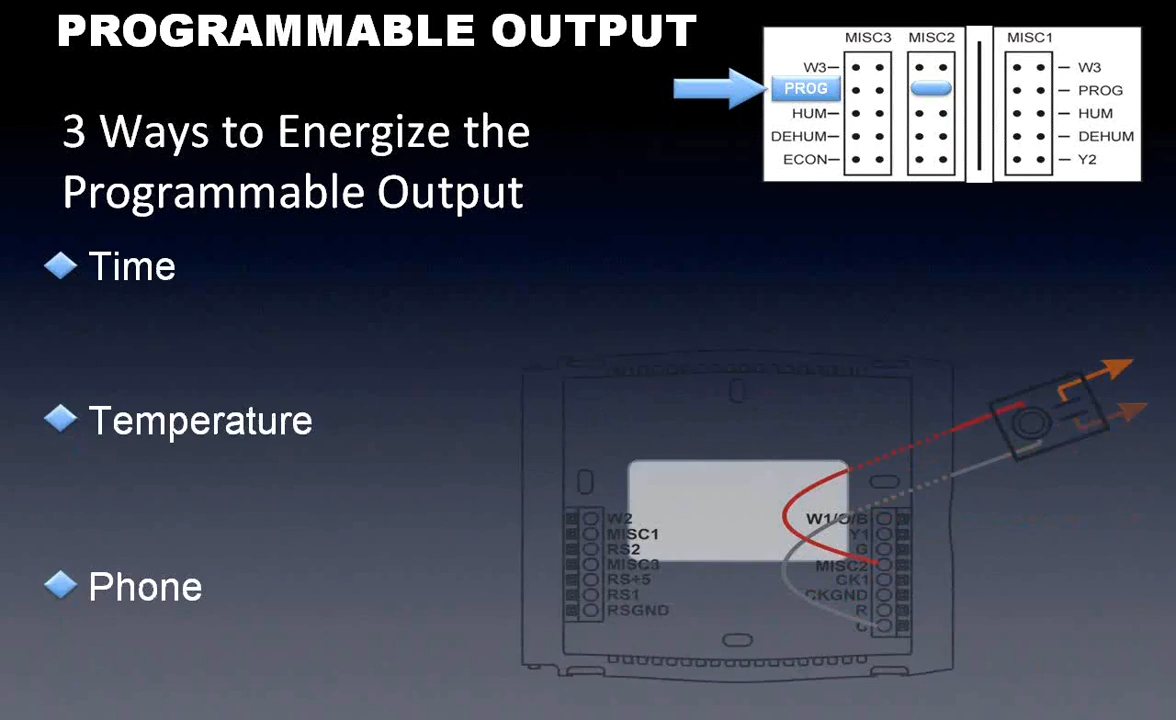 PROGRAMMABLE OUTPUT
3 Ways to Energize the
Programmable Output
Time
Temperature
Phone
MISC3 MISC2 MISC1
W3 W3
PROG PROG
HUM HUM
DEHUM DEHUM
ECON Y2
W2 W1/O/B
MISC1 Y1
RS2 G
MISC3 MISC2
RS+5 CK1
RS1 CKGND
RSGND R
C